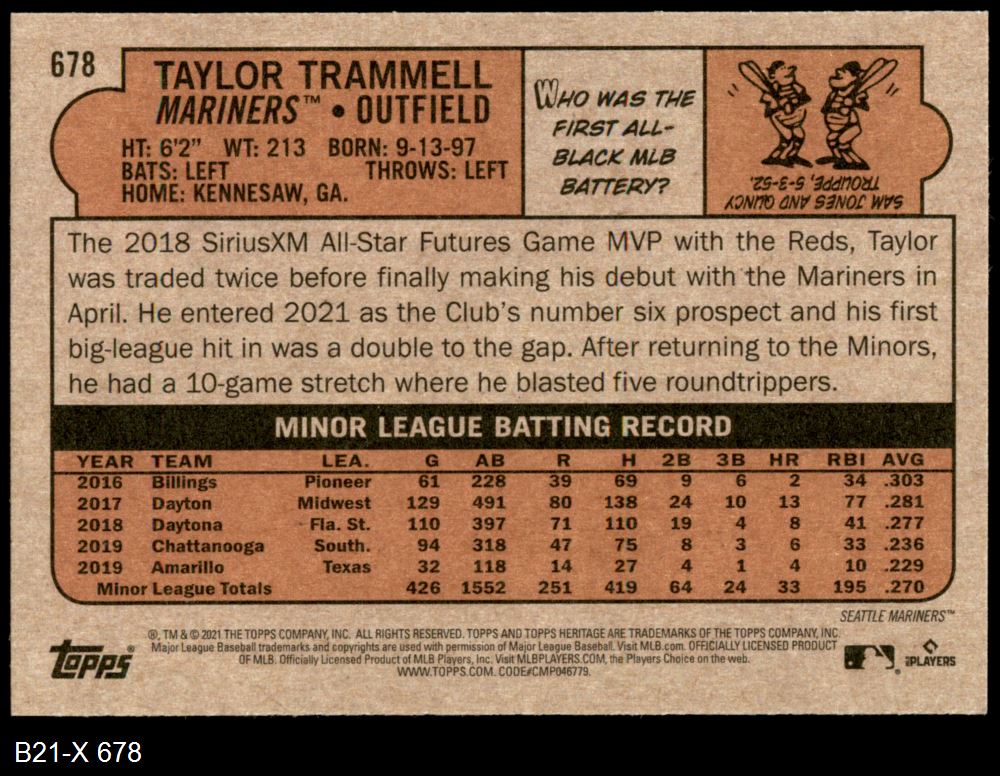 678
TAYLOR TRAMMELL
MARINERS™ • OUTFIELD
HT: 6'2" WT: 213 BORN: 9-13-97
BATS: LEFT THROWS: LEFT
HOME: KENNESAW, GA.
WHO WAS THE
FIRST ALL-
BLACK MLB
BATTERY?
SAM JONES AND QUINCY
TROUPPE, 5-3-52.
The 2018 SiriusXM All-Star Futures Game MVP with the Reds, Taylor
was traded twice before finally making his debut with the Mariners in
April. He entered 2021 as the Club's number six prospect and his first
big-league hit in was a double to the gap. After returning to the Minors,
he had a 10-game stretch where he blasted five roundtrippers.
MINOR LEAGUE BATTING RECORD
YEAR TEAM LEA. G AB R H 2B 3B HR RBI AVG
2016 Billings Pioneer 61 228 39 69 9 6 2 34 .303
2017 Dayton Midwest 129 491 80 138 24 10 13 77 .281
2018 Daytona Fla. St. 110 397 71 110 19 4 8 41 .277
2019 Chattanooga South. 94 318 47 75 8 3 6 33 .236
2019 Amarillo Texas 32 118 14 27 4 1 4 10 .229
Minor League Totals 426 1552 251 419 64 24 33 195 .270
SEATTLE MARINERS™
®, TM & © 2021 THE TOPPS COMPANY, INC. ALL RIGHTS RESERVED. TOPPS AND TOPPS HERITAGE ARE TRADEMARKS OF THE TOPPS COMPANY, INC.
Major League Baseball trademarks and copyrights are used with permission of Major League Baseball. Visit MLB.com. OFFICIALLY LICENSED PRODUCT
OF MLB. Officially Licensed Product of MLB Players, Inc. Visit MLBPLAYERS.COM, the Players Choice on the web.
WWW.TOPPS.COM. CODE#CMP046779.
topps®
MLB PLAYERS
B21-X 678